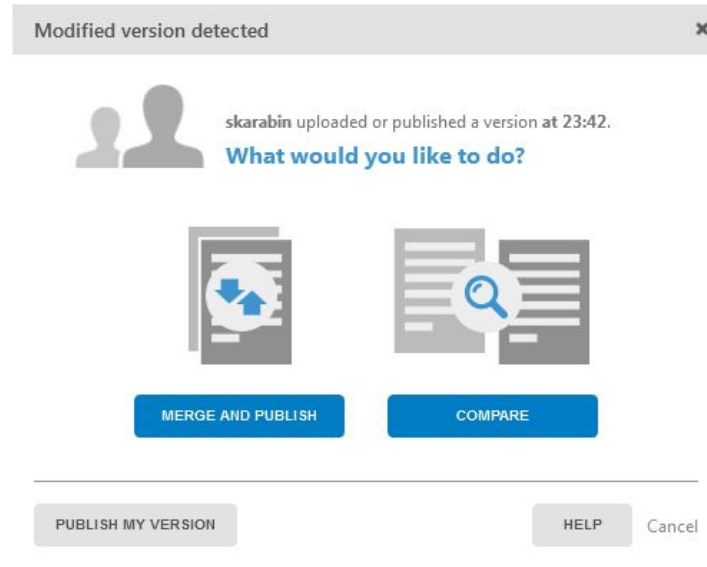 Modified version detected
skarabin uploaded or published a version at 23:42.
What would you like to do?
MERGE AND PUBLISH
COMPARE
PUBLISH MY VERSION
HELP
Cancel